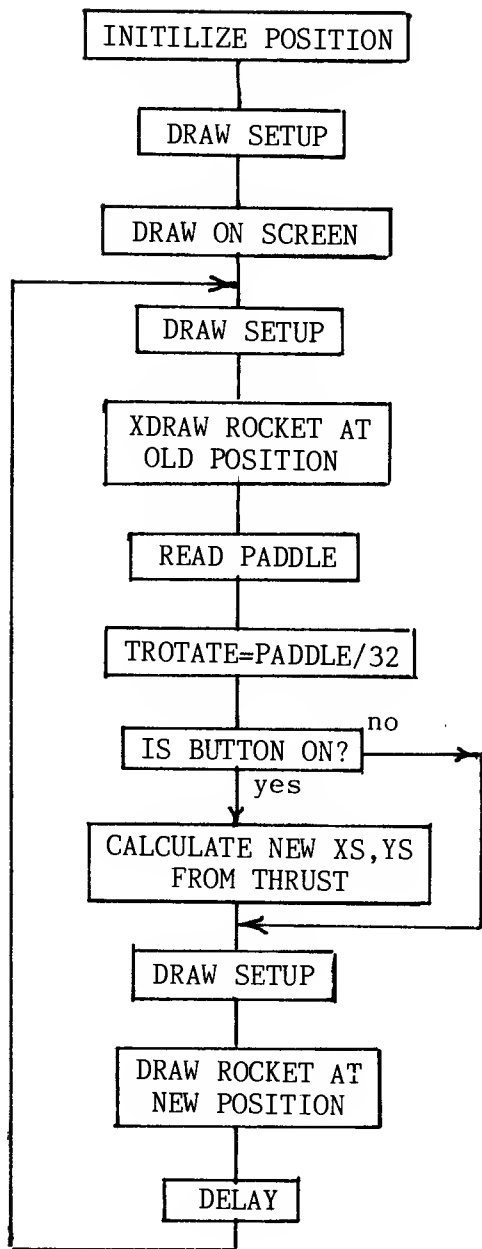 INITILIZE POSITION
DRAW SETUP
DRAW ON SCREEN
DRAW SETUP
XDRAW ROCKET AT
OLD POSITION
READ PADDLE
TROTATE=PADDLE/32
IS BUTTON ON?
no
yes
CALCULATE NEW XS,YS
FROM THRUST
DRAW SETUP
DRAW ROCKET AT
NEW POSITION
DELAY